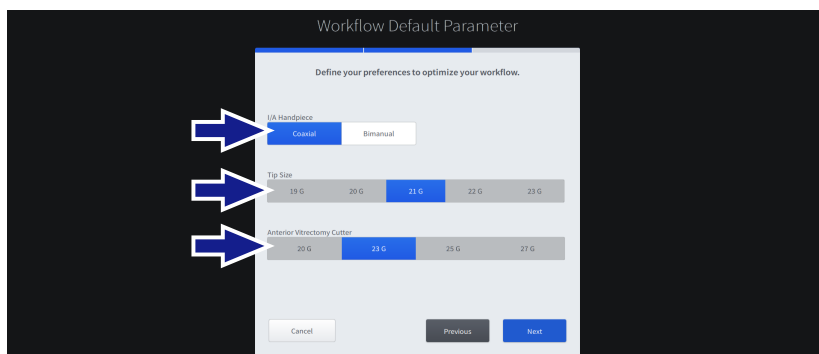 Workflow Default Parameter
Define your preferences to optimize your workflow.
I/A Handpiece
Coaxial Bimanual
Tip Size
19 G 20 G 21 G 22 G 23 G
Anterior Vitrectomy Cutter
20 G 23 G 25 G 27 G
Cancel Previous Next